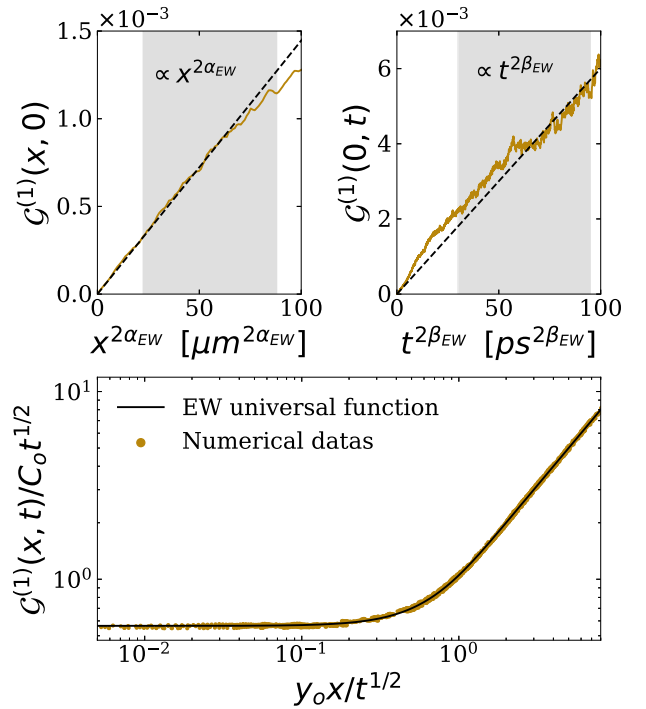 ×10⁻³
1.5
1.0
0.5
0.0
0
50
100
∝ x^{2α_{EW}}
𝒢⁽¹⁾(x, 0)
x^{2α_{EW}} [μm^{2α_{EW}}]
×10⁻³
6
4
2
0
0
50
100
∝ t^{2β_{EW}}
𝒢⁽¹⁾(0, t)
t^{2β_{EW}} [ps^{2β_{EW}}]
10¹
10⁰
𝒢⁽¹⁾(x, t)/C_o t^{1/2}
EW universal function
Numerical datas
10⁻²
10⁻¹
10⁰
y_o x/t^{1/2}